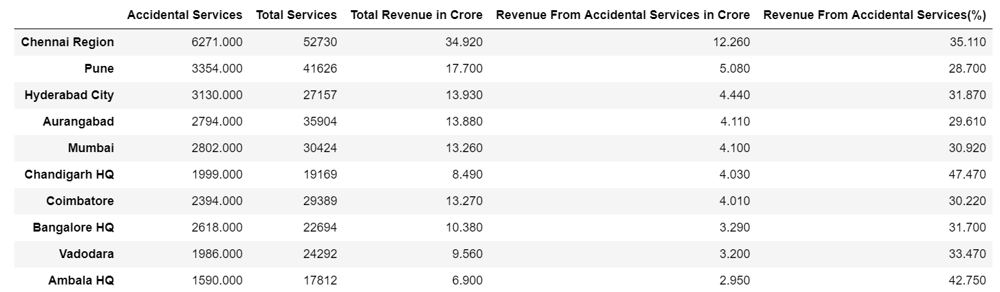 Accidental Services Total Services Total Revenue in Crore Revenue From Accidental Services in Crore Revenue From Accidental Services(%)
Chennai Region 6271.000 52730 34.920 12.260 35.110
Pune 3354.000 41626 17.700 5.080 28.700
Hyderabad City 3130.000 27157 13.930 4.440 31.870
Aurangabad 2794.000 35904 13.880 4.110 29.610
Mumbai 2802.000 30424 13.260 4.100 30.920
Chandigarh HQ 1999.000 19169 8.490 4.030 47.470
Coimbatore 2394.000 29389 13.270 4.010 30.220
Bangalore HQ 2618.000 22694 10.380 3.290 31.700
Vadodara 1986.000 24292 9.560 3.200 33.470
Ambala HQ 1590.000 17812 6.900 2.950 42.750